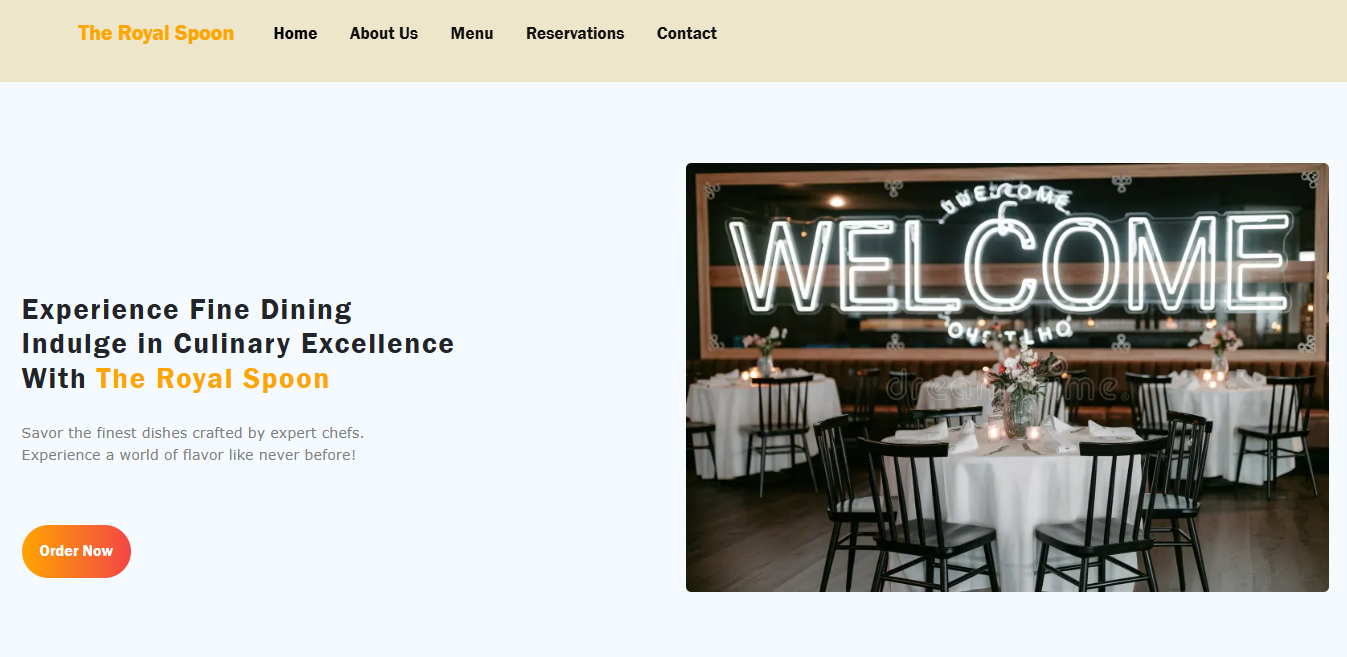 The Royal Spoon Home About Us Menu Reservations Contact
Experience Fine Dining
Indulge in Culinary Excellence
With The Royal Spoon
Savor the finest dishes crafted by expert chefs.
Experience a world of flavor like never before!
Order Now
WELCOME